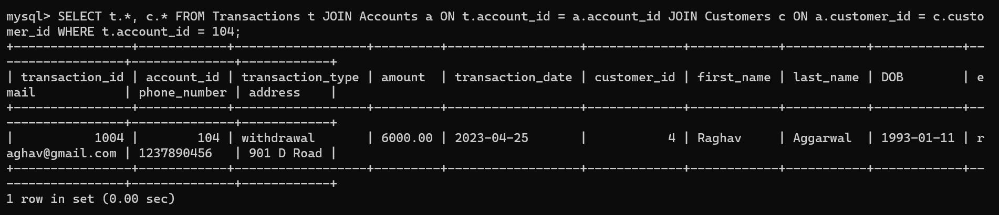 mysql> SELECT t.*, c.* FROM Transactions t JOIN Accounts a ON t.account_id = a.account_id JOIN Customers c ON a.customer_id = c.custo
mer_id WHERE t.account_id = 104;
+----------------+------------+------------------+---------+------------------+-------------+------------+-----------+------------+--
----------------+--------------+------------+
| transaction_id | account_id | transaction_type | amount  | transaction_date | customer_id | first_name | last_name | DOB        | e
mail            | phone_number | address    |
+----------------+------------+------------------+---------+------------------+-------------+------------+-----------+------------+--
----------------+--------------+------------+
|           1004 |        104 | withdrawal       | 6000.00 | 2023-04-25       |           4 | Raghav     | Aggarwal  | 1993-01-11 | r
aghav@gmail.com | 1237890456   | 901 D Road |
+----------------+------------+------------------+---------+------------------+-------------+------------+-----------+------------+--
----------------+--------------+------------+
1 row in set (0.00 sec)